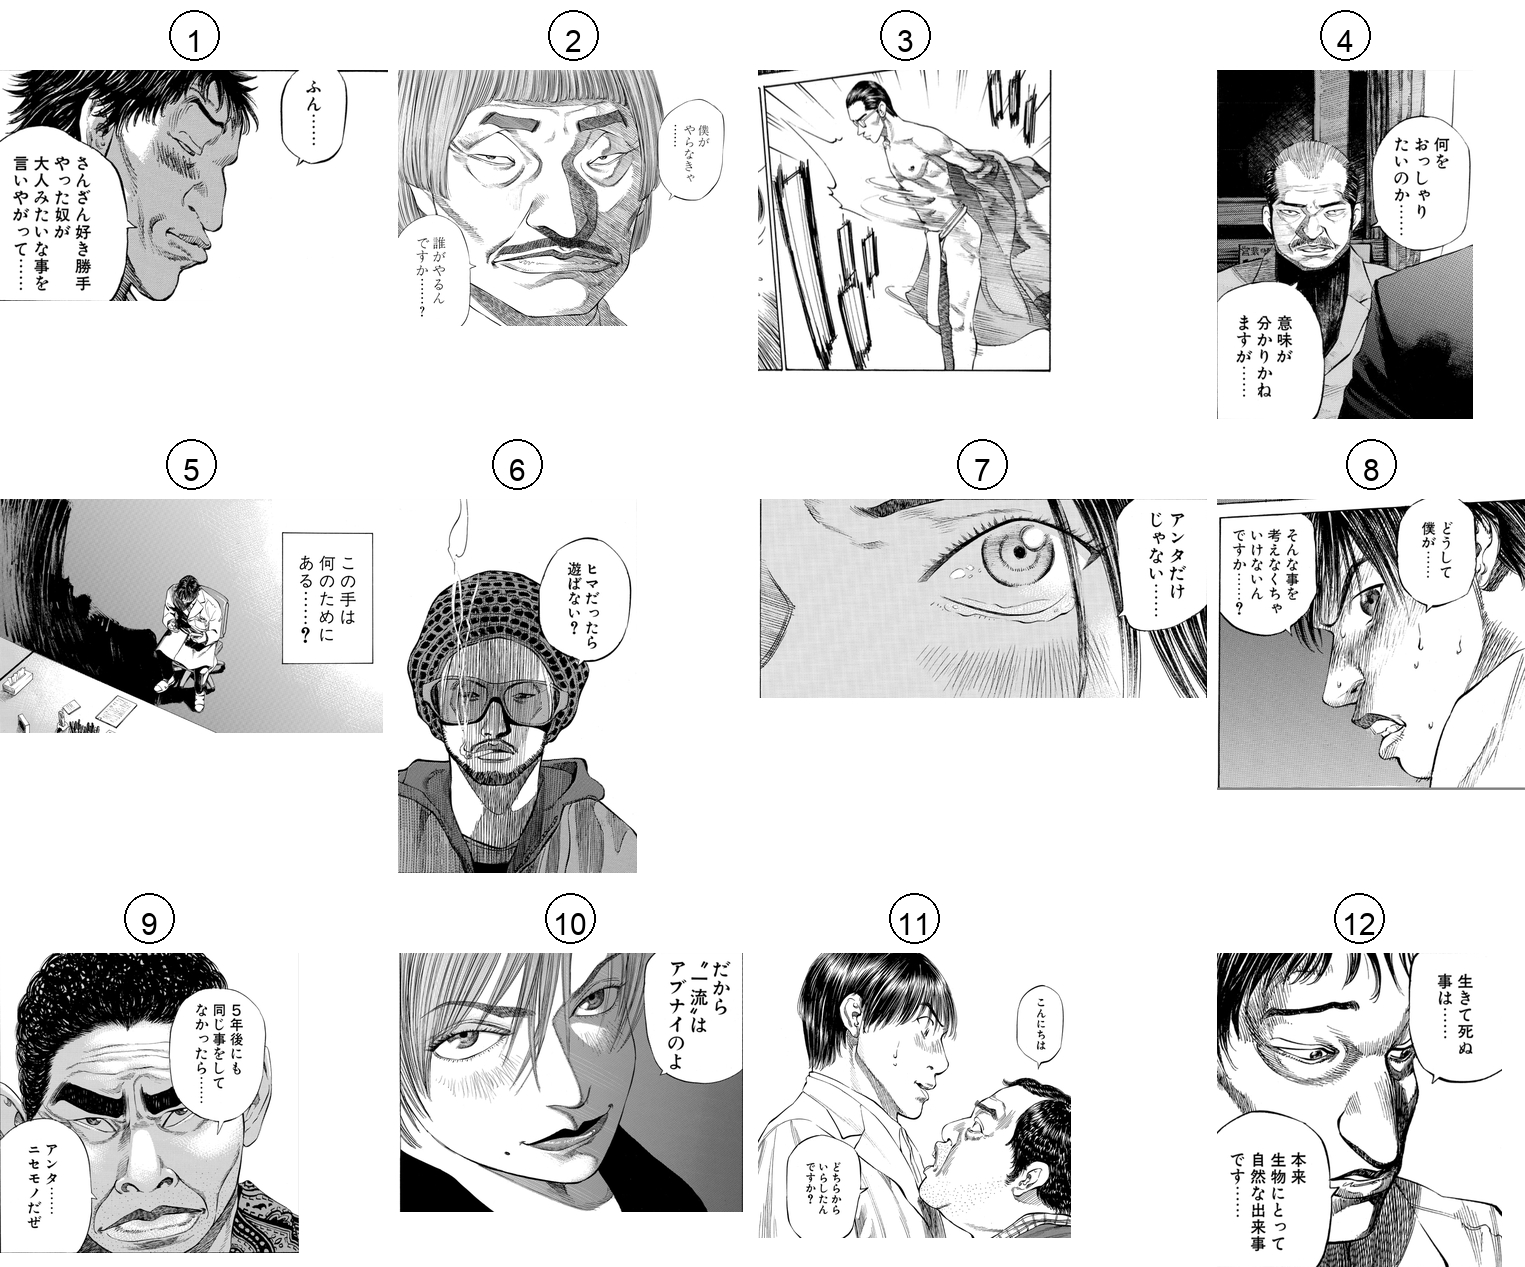 1
ふん……
さんざん好き勝手
やった奴が
大人みたいな事を
言いやがって……
2
僕が
やらなきゃ
……
誰がやるん
ですか……?
3
4
何を
おっしゃり
たいのか……
意味が
分かりかね
ますが……
5
この手は
何のために
ある……?
6
ヒマだったら
遊ばない?
7
アンタだけ
じゃない……
8
どうして
僕が……
そんな事を
考えなくちゃ
いけないん
ですか……?
9
5年後にも
同じ事をして
なかったら……
アンタ……
ニセモノだぜ
10
だから
〝一流〟は
アブナイのよ
11
こんにちは
どちらから
いらしたん
ですか?
12
生きて死ぬ
事は……
本来
生物にとって
自然な出来事
です……